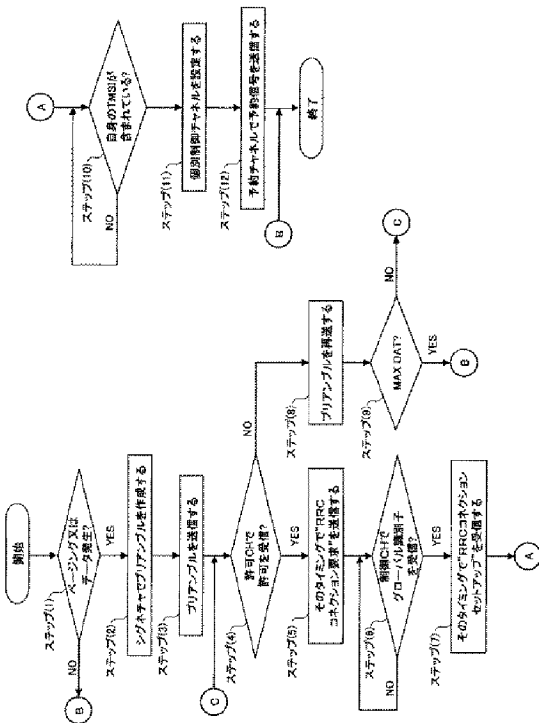 開始
ステップ(1)
ページング又は
データ発生?
NO
B
YES
ステップ(2)
シグネチャでプリアンブルを作成する
ステップ(3)
プリアンブルを送信する
C
ステップ(4)
許可CHで
許可を受信?
NO
YES
ステップ(5)
そのタイミングで"RRC
コネクション要求"を送信する
ステップ(6)
制御CHで
グローバル識別子
を受信?
NO
YES
ステップ(7)
そのタイミングで"RRCコネクション
セットアップ"を受信する
A
ステップ(8)
プリアンブルを再送する
ステップ(9)
MAX DAT?
NO
C
YES
B
A
ステップ(10)
自身のTMSIが
含まれている?
NO
ステップ(11)
個別制御チャネルを設定する
ステップ(12)
予約チャネルで予約信号を送信する
B
終了